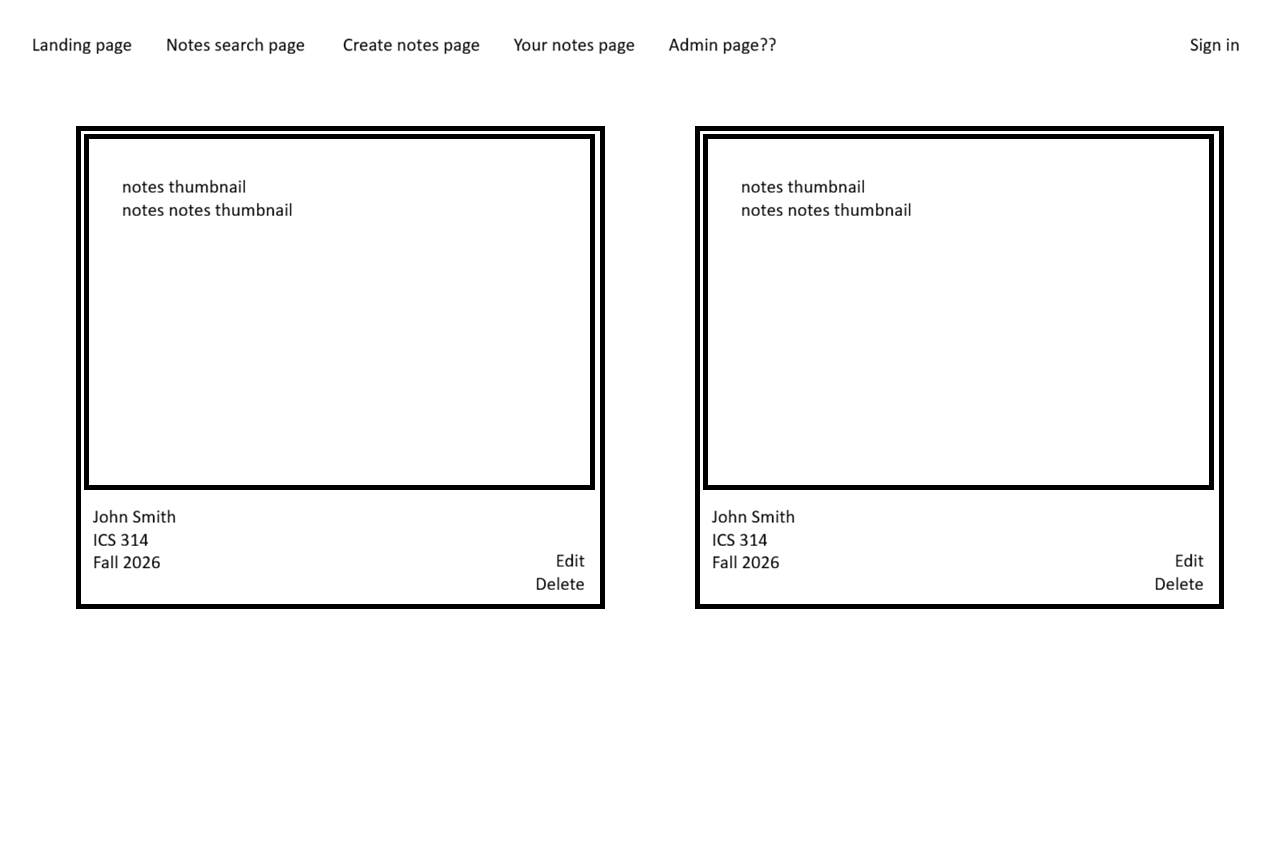 Landing page Notes search page Create notes page Your notes page Admin page?? Sign in
notes thumbnail
notes notes thumbnail
John Smith
ICS 314
Fall 2026
Edit
Delete
notes thumbnail
notes notes thumbnail
John Smith
ICS 314
Fall 2026
Edit
Delete